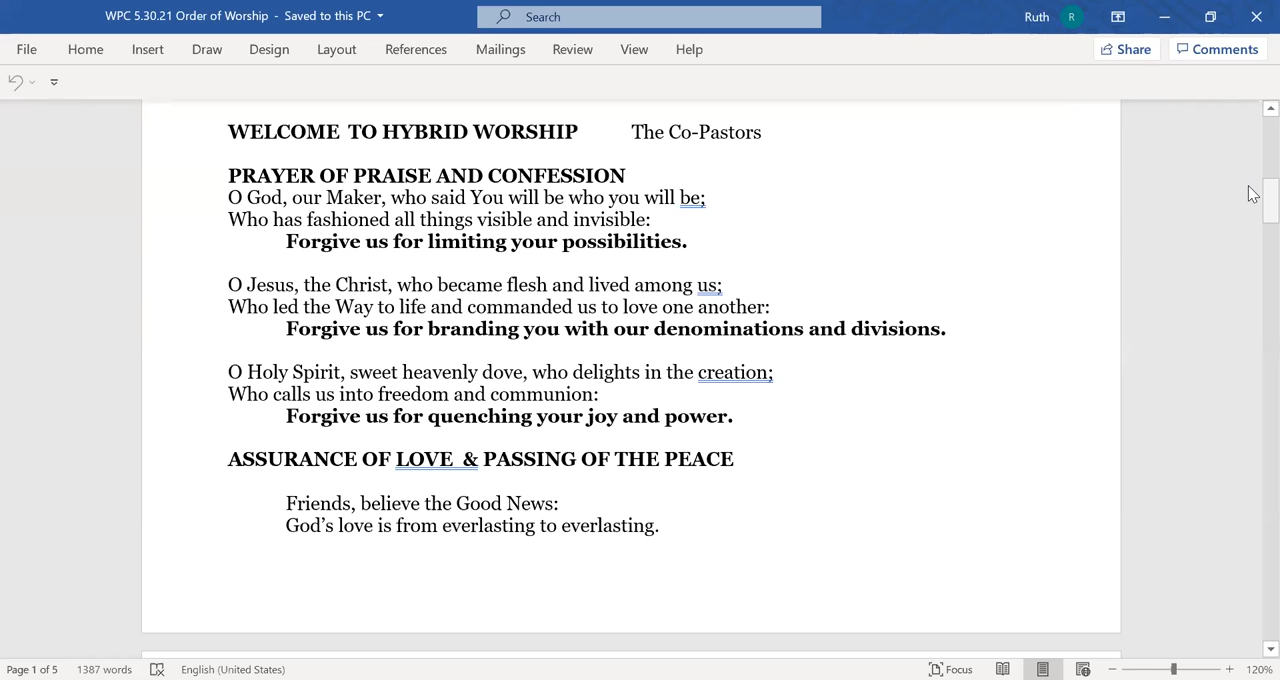 WPC 5.30.21 Order of Worship - Saved to this PC
Search
Ruth R
File Home Insert Draw Design Layout References Mailings Review View Help Share Comments
WELCOME TO HYBRID WORSHIP The Co-Pastors
PRAYER OF PRAISE AND CONFESSION
O God, our Maker, who said You will be who you will be;
Who has fashioned all things visible and invisible:
Forgive us for limiting your possibilities.
O Jesus, the Christ, who became flesh and lived among us;
Who led the Way to life and commanded us to love one another:
Forgive us for branding you with our denominations and divisions.
O Holy Spirit, sweet heavenly dove, who delights in the creation;
Who calls us into freedom and communion:
Forgive us for quenching your joy and power.
ASSURANCE OF LOVE & PASSING OF THE PEACE
Friends, believe the Good News:
God’s love is from everlasting to everlasting.
Page 1 of 5 1387 words English (United States) Focus 120%